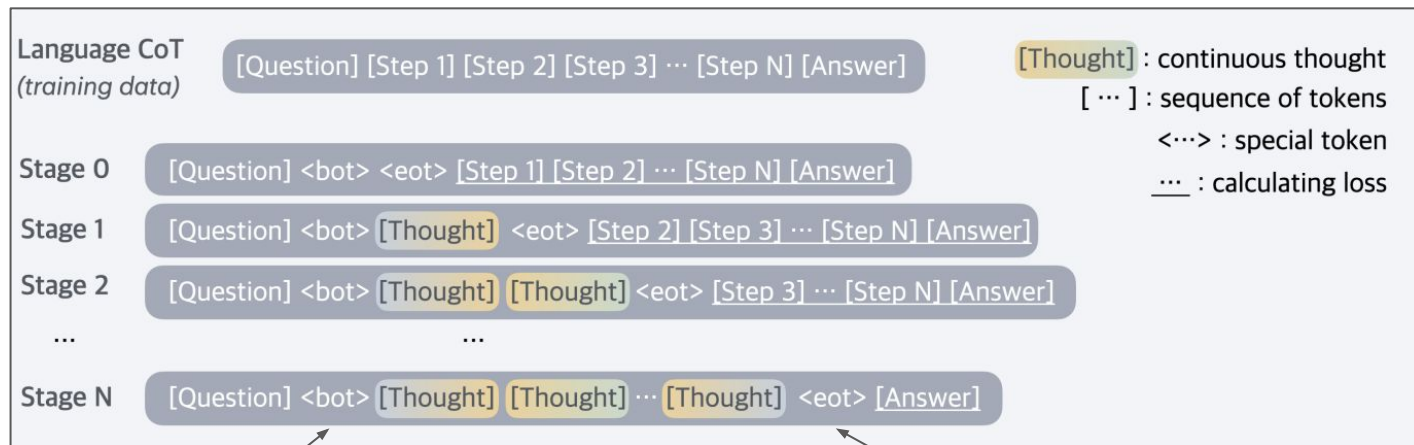 Language CoT
(training data)
[Question] [Step 1] [Step 2] [Step 3] ··· [Step N] [Answer]
[Thought] : continuous thought
[ ··· ] : sequence of tokens
<···> : special token
··· : calculating loss
Stage 0
[Question] <bot> <eot> [Step 1] [Step 2] ··· [Step N] [Answer]
Stage 1
[Question] <bot> [Thought] <eot> [Step 2] [Step 3] ··· [Step N] [Answer]
Stage 2
[Question] <bot> [Thought] [Thought] <eot> [Step 3] ··· [Step N] [Answer]
... ...
Stage N
[Question] <bot> [Thought] [Thought] ··· [Thought] <eot> [Answer]